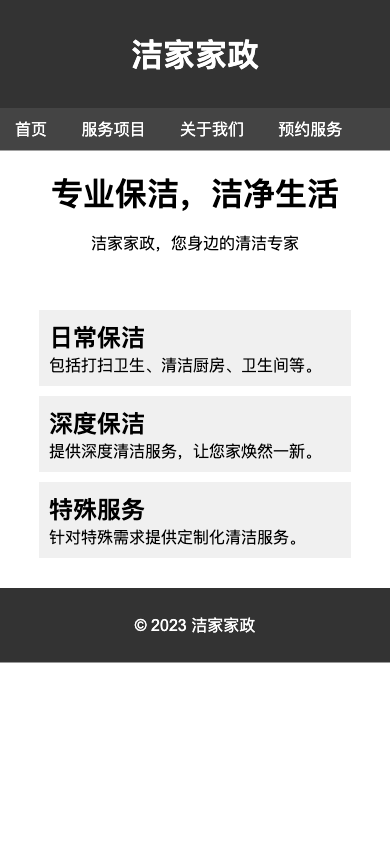 洁家家政
首页 服务项目 关于我们 预约服务
专业保洁，洁净生活
洁家家政，您身边的清洁专家
日常保洁
包括打扫卫生、清洁厨房、卫生间等。
深度保洁
提供深度清洁服务，让您家焕然一新。
特殊服务
针对特殊需求提供定制化清洁服务。
© 2023 洁家家政